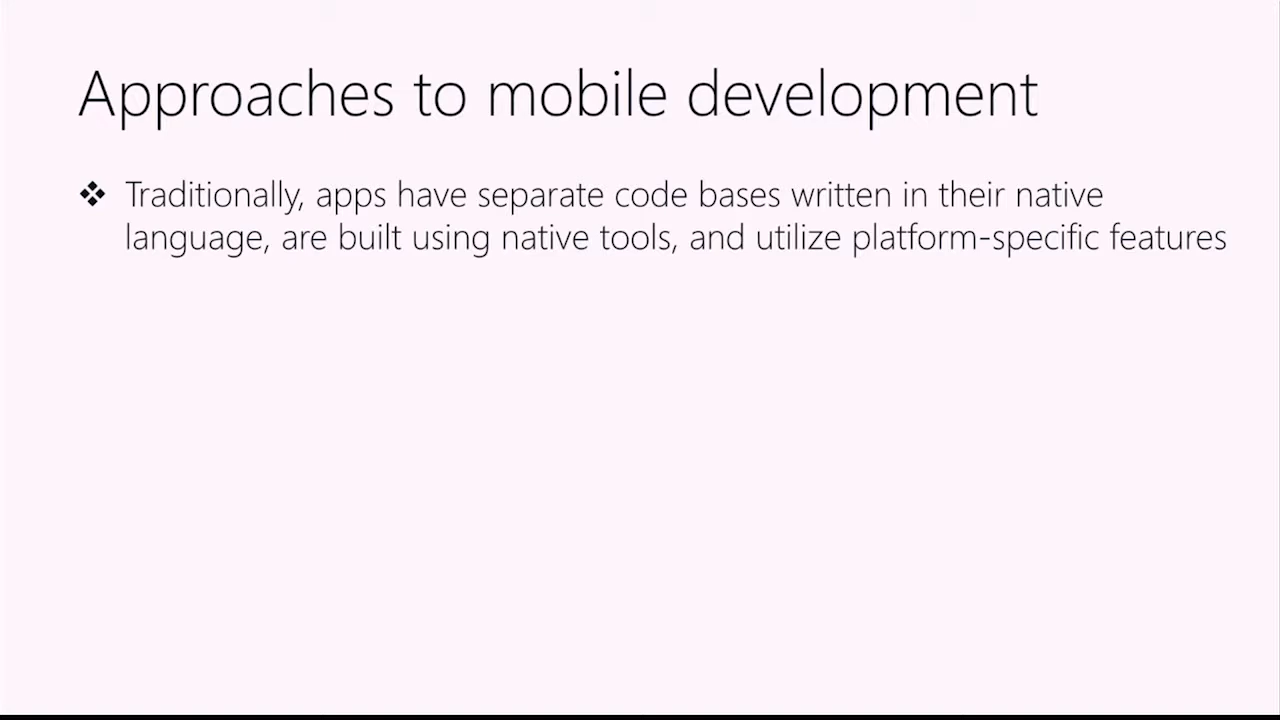 Approaches to mobile development
❖ Traditionally, apps have separate code bases written in their native
language, are built using native tools, and utilize platform-specific features